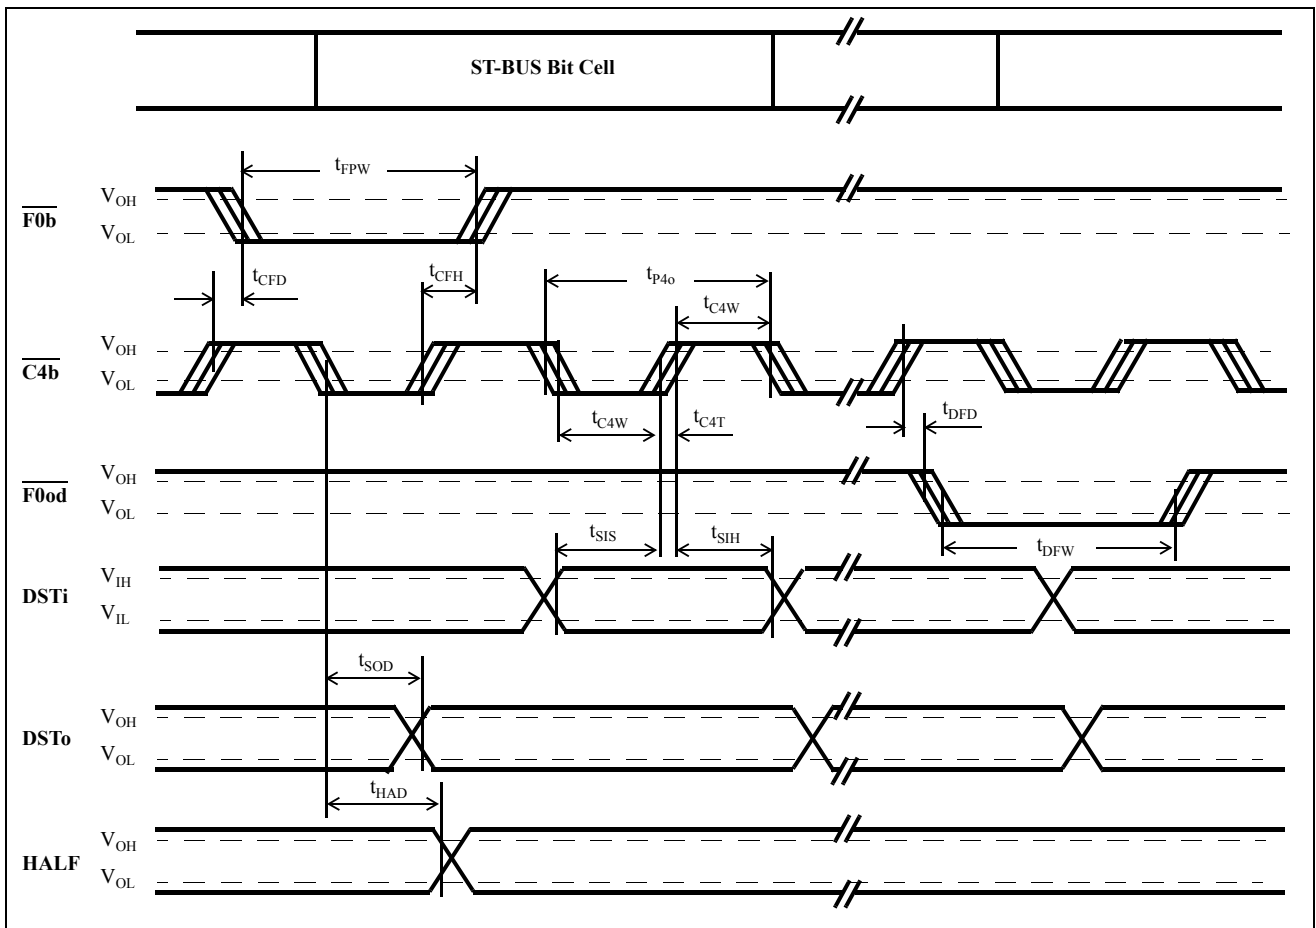 ST-BUS Bit Cell
tFPW
VOH
F0b
VOL
tCFD
tCFH
tP4o
tC4W
VOH
C4b
VOL
tC4W
tC4T
tDFD
VOH
F0od
VOL
tSIS
tSIH
tDFW
VIH
DSTi
VIL
tSOD
VOH
DSTo
VOL
tHAD
VOH
HALF
VOL